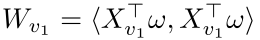 $W_{v_1} = \langle X_{v_1}^\top \omega, X_{v_1}^\top \omega \rangle$